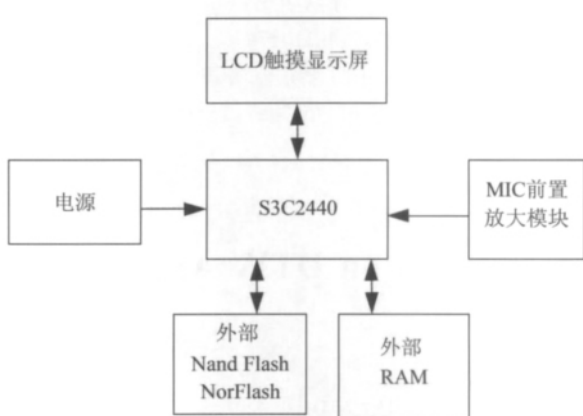 LCD触摸显示屏
电源
S3C2440
MIC前置
放大模块
外部
Nand Flash
NorFlash
外部
RAM